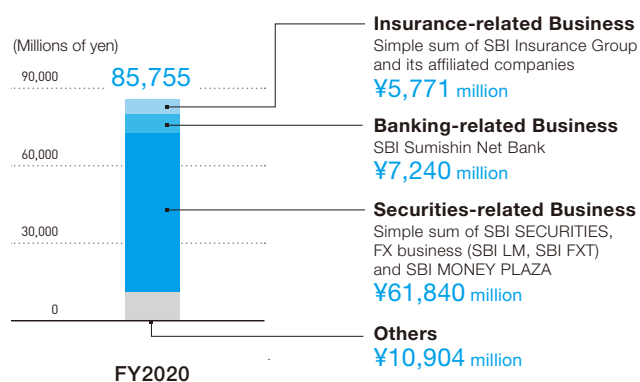 (Millions of yen)
90,000
85,755
60,000
30,000
0
FY2020
Insurance-related Business
Simple sum of SBI Insurance Group
and its affiliated companies
¥5,771 million
Banking-related Business
SBI Sumishin Net Bank
¥7,240 million
Securities-related Business
Simple sum of SBI SECURITIES,
FX business (SBI LM, SBI FXT)
and SBI MONEY PLAZA
¥61,840 million
Others
¥10,904 million